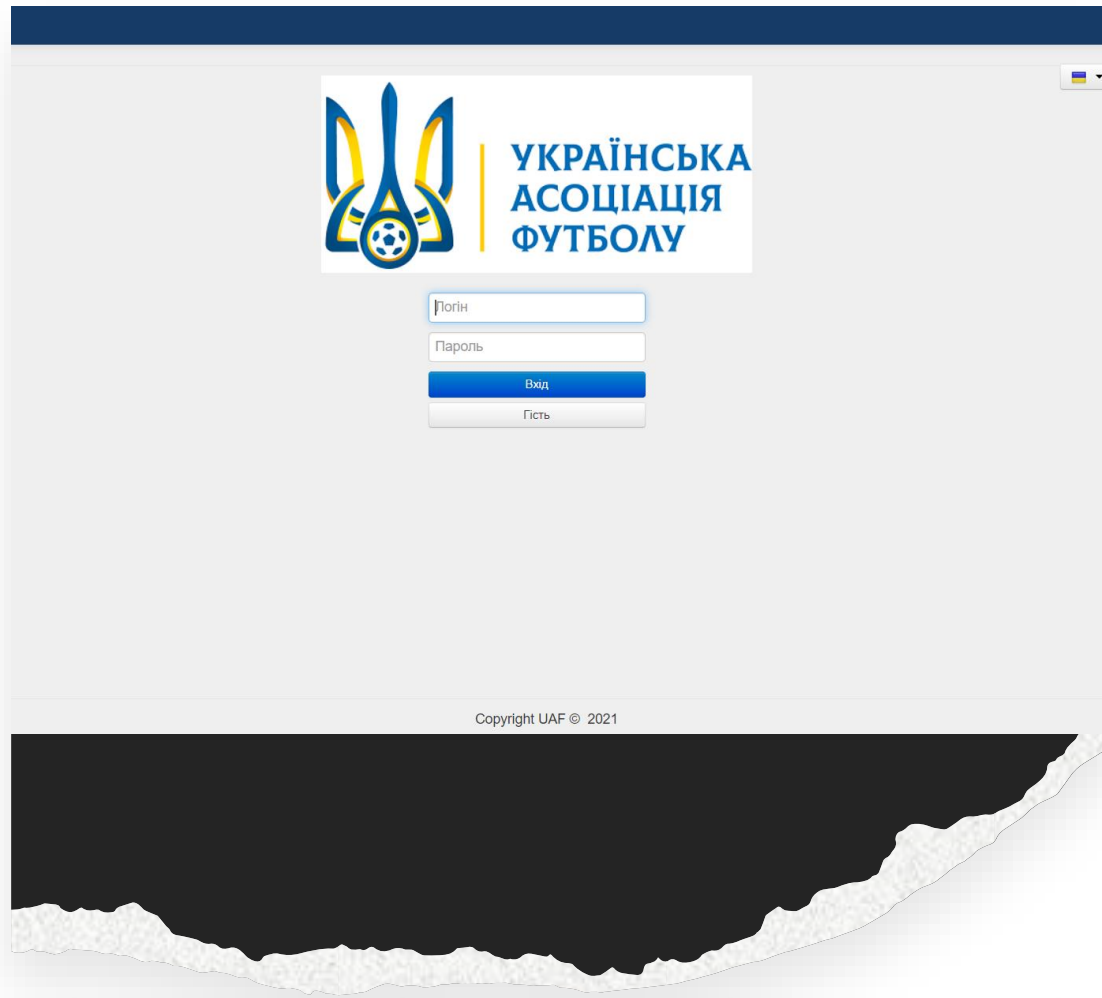 УКРАЇНСЬКА
АСОЦІАЦІЯ
ФУТБОЛУ
Логін
Пароль
Вхід
Гість
Copyright UAF © 2021